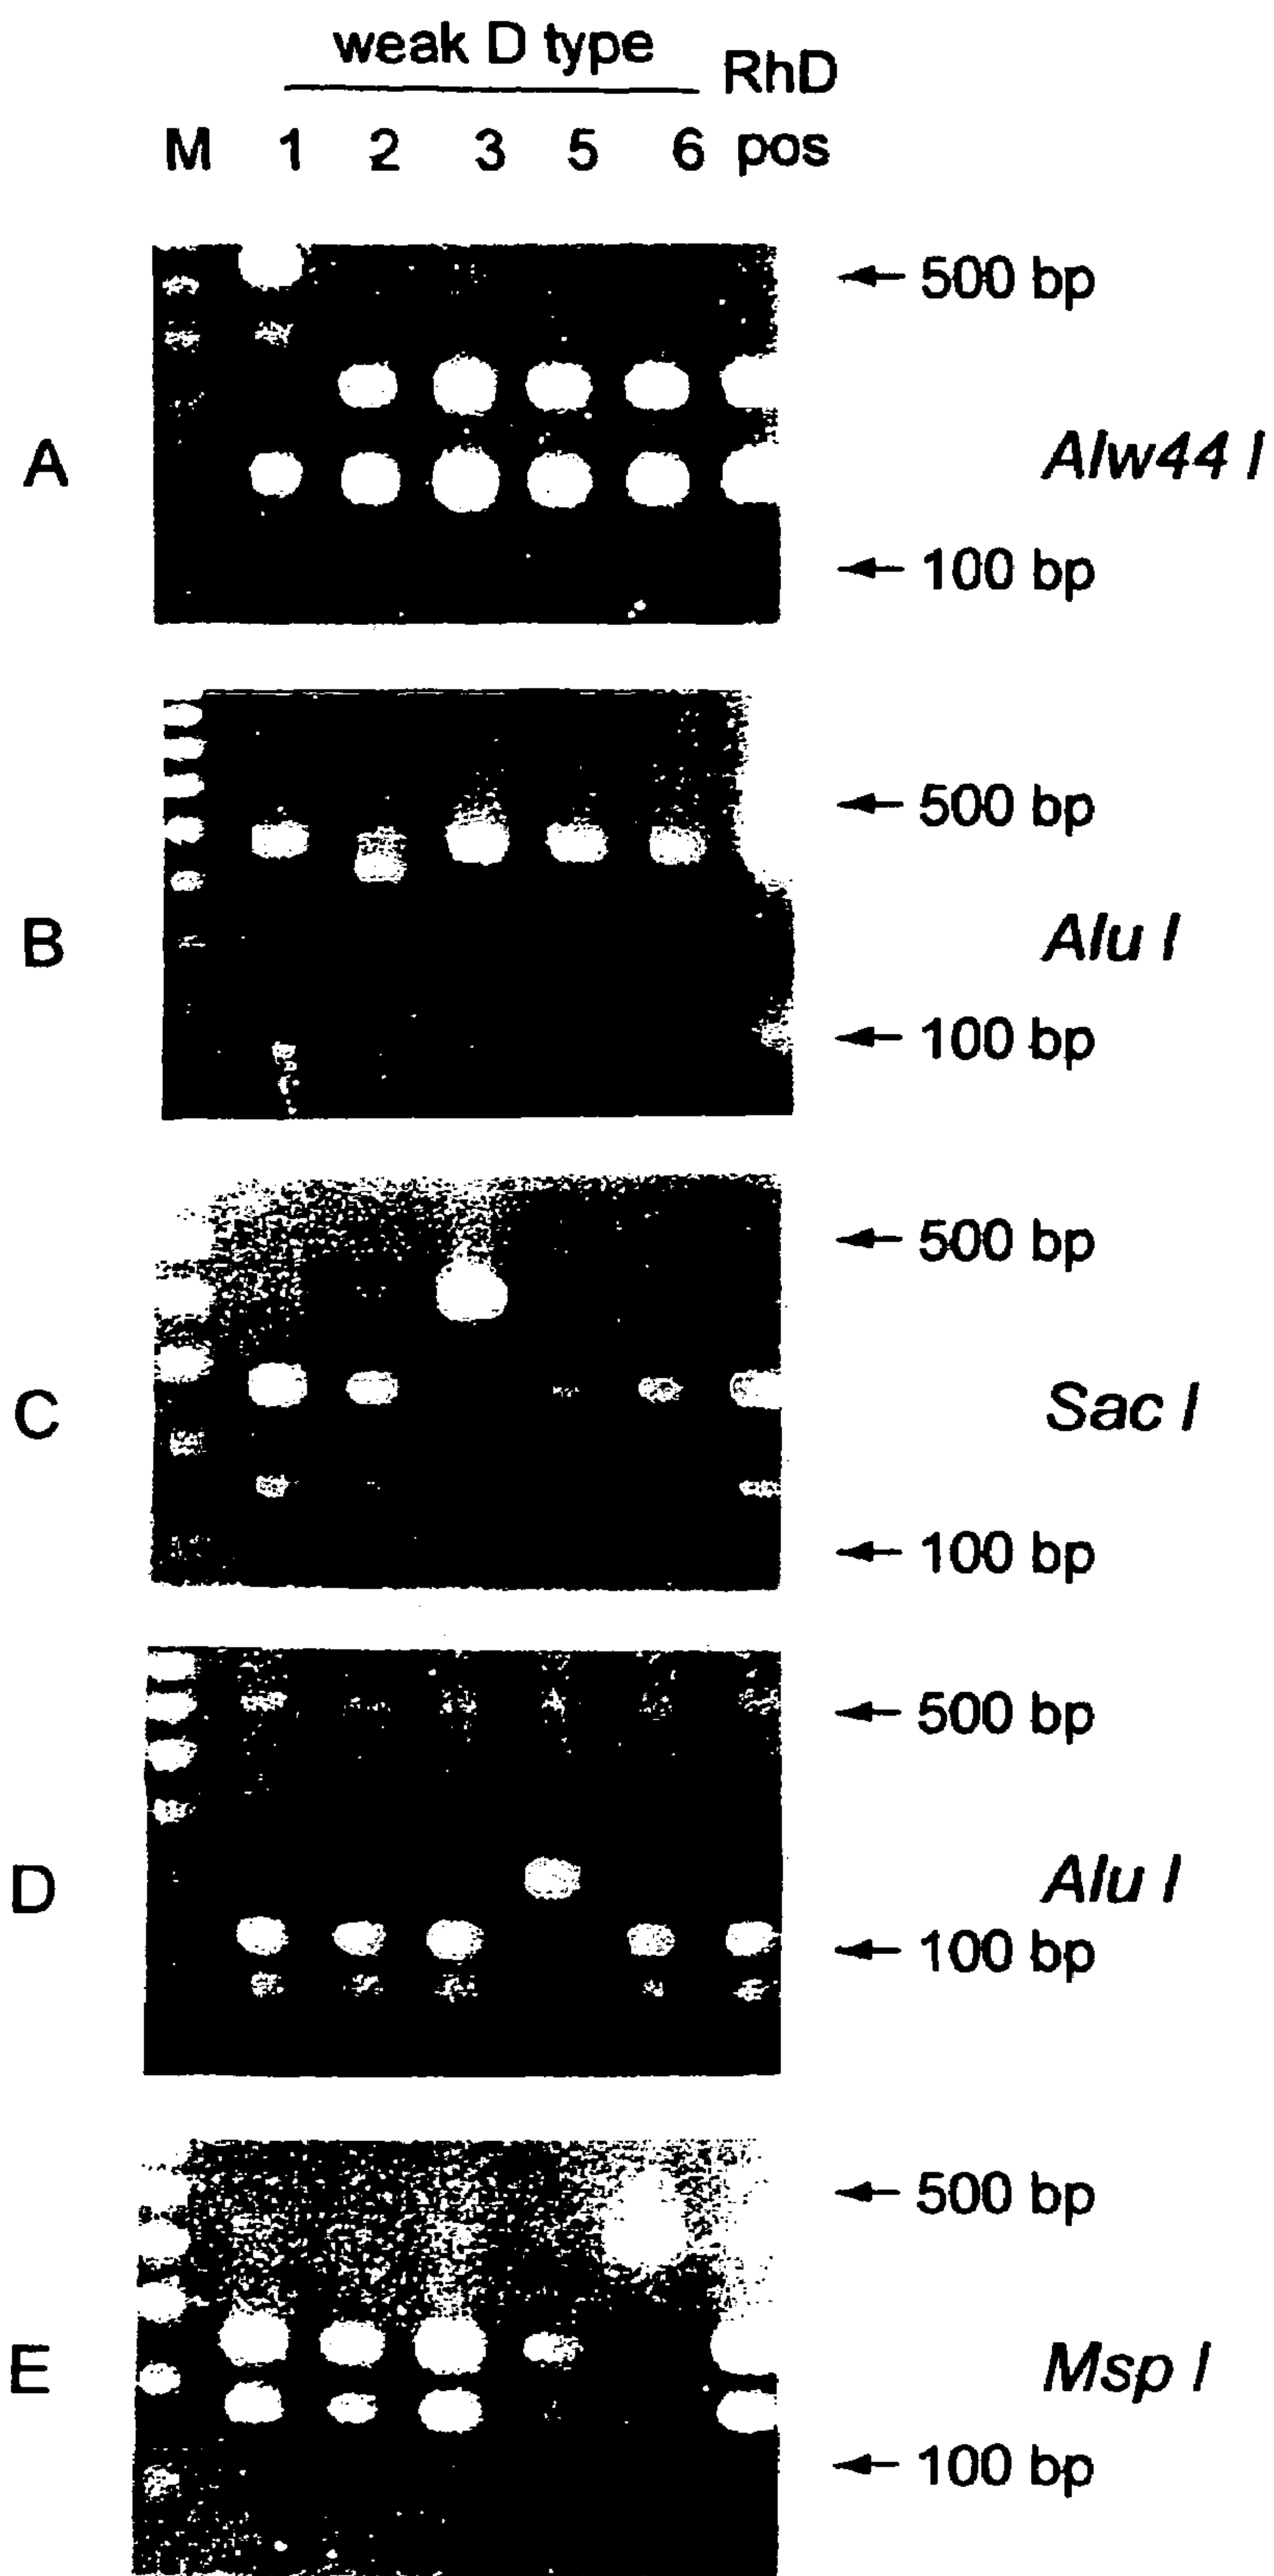 weak D type
RhD
M 1 2 3 5 6 pos
500 bp
A
Alw44 I
100 bp
500 bp
B
Alu I
100 bp
500 bp
C
Sac I
100 bp
500 bp
D
Alu I
100 bp
500 bp
E
Msp I
100 bp